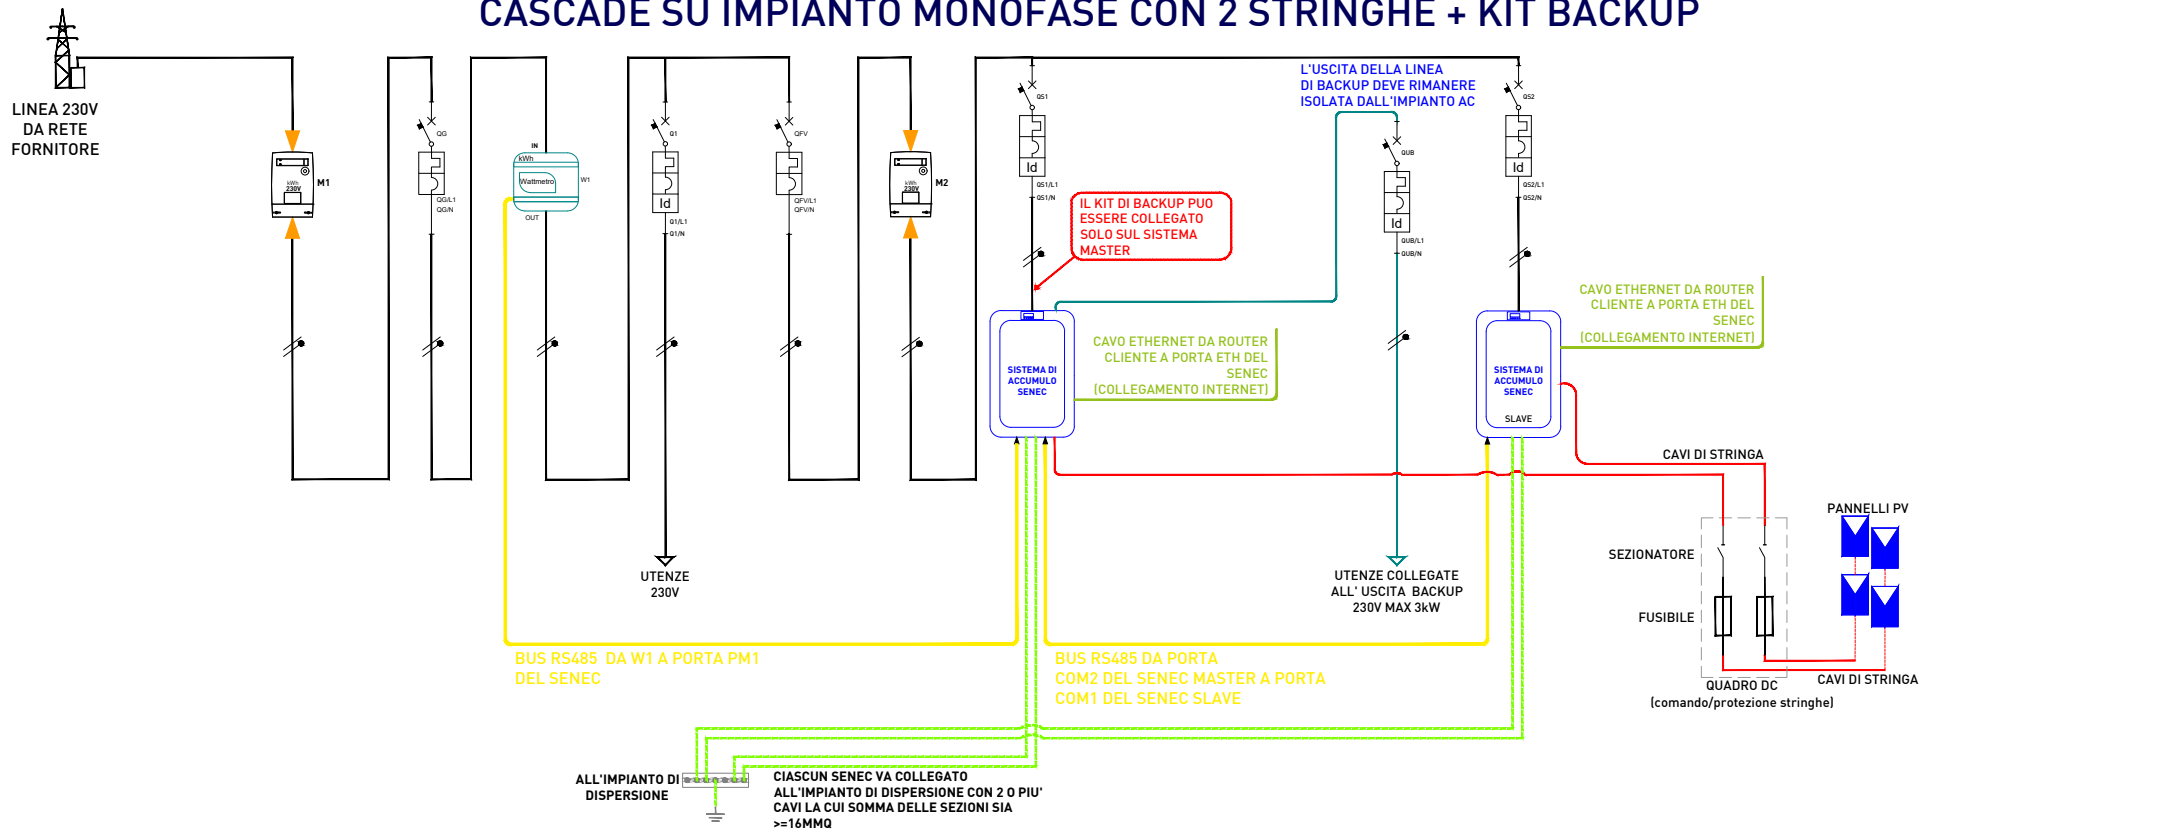 CASCADE SU IMPIANTO MONOFASE CON 2 STRINGHE + KIT BACKUP
LINEA 230V
DA RETE
FORNITORE
kWh
230V
M1
QG
QG/L1
QG/N
IN
kWh
Wattmetro
W1
OUT
Q1
Id
Q1/L1
Q1/N
QFV
QFV/L1
QFV/N
kWh
230V
M2
QS1
Id
QS1/L1
QS1/N
L'USCITA DELLA LINEA
DI BACKUP DEVE RIMANERE
ISOLATA DALL'IMPIANTO AC
QUB
Id
QUB/L1
QUB/N
QS2
Id
QS2/L1
QS2/N
IL KIT DI BACKUP PUO
ESSERE COLLEGATO
SOLO SUL SISTEMA
MASTER
SISTEMA DI
ACCUMULO
SENEC
CAVO ETHERNET DA ROUTER
CLIENTE A PORTA ETH DEL
SENEC
(COLLEGAMENTO INTERNET)
SISTEMA DI
ACCUMULO
SENEC
SLAVE
CAVO ETHERNET DA ROUTER
CLIENTE A PORTA ETH DEL
SENEC
(COLLEGAMENTO INTERNET)
CAVI DI STRINGA
PANNELLI PV
SEZIONATORE
FUSIBILE
CAVI DI STRINGA
QUADRO DC
(comando/protezione stringhe)
UTENZE
230V
UTENZE COLLEGATE
ALL' USCITA BACKUP
230V MAX 3kW
BUS RS485 DA W1 A PORTA PM1
DEL SENEC
BUS RS485 DA PORTA
COM2 DEL SENEC MASTER A PORTA
COM1 DEL SENEC SLAVE
ALL'IMPIANTO DI
DISPERSIONE
CIASCUN SENEC VA COLLEGATO
ALL'IMPIANTO DI DISPERSIONE CON 2 O PIU'
CAVI LA CUI SOMMA DELLE SEZIONI SIA
>=16MMQ